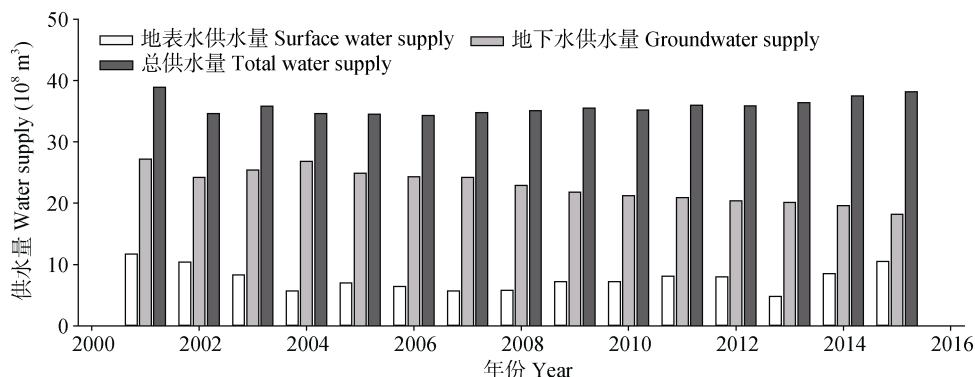 50
40
30
20
10
0
供水量 Water supply (10⁸ m³)
地表水供水量 Surface water supply
地下水供水量 Groundwater supply
总供水量 Total water supply
2000 2002 2004 2006 2008 2010 2012 2014 2016
年份 Year